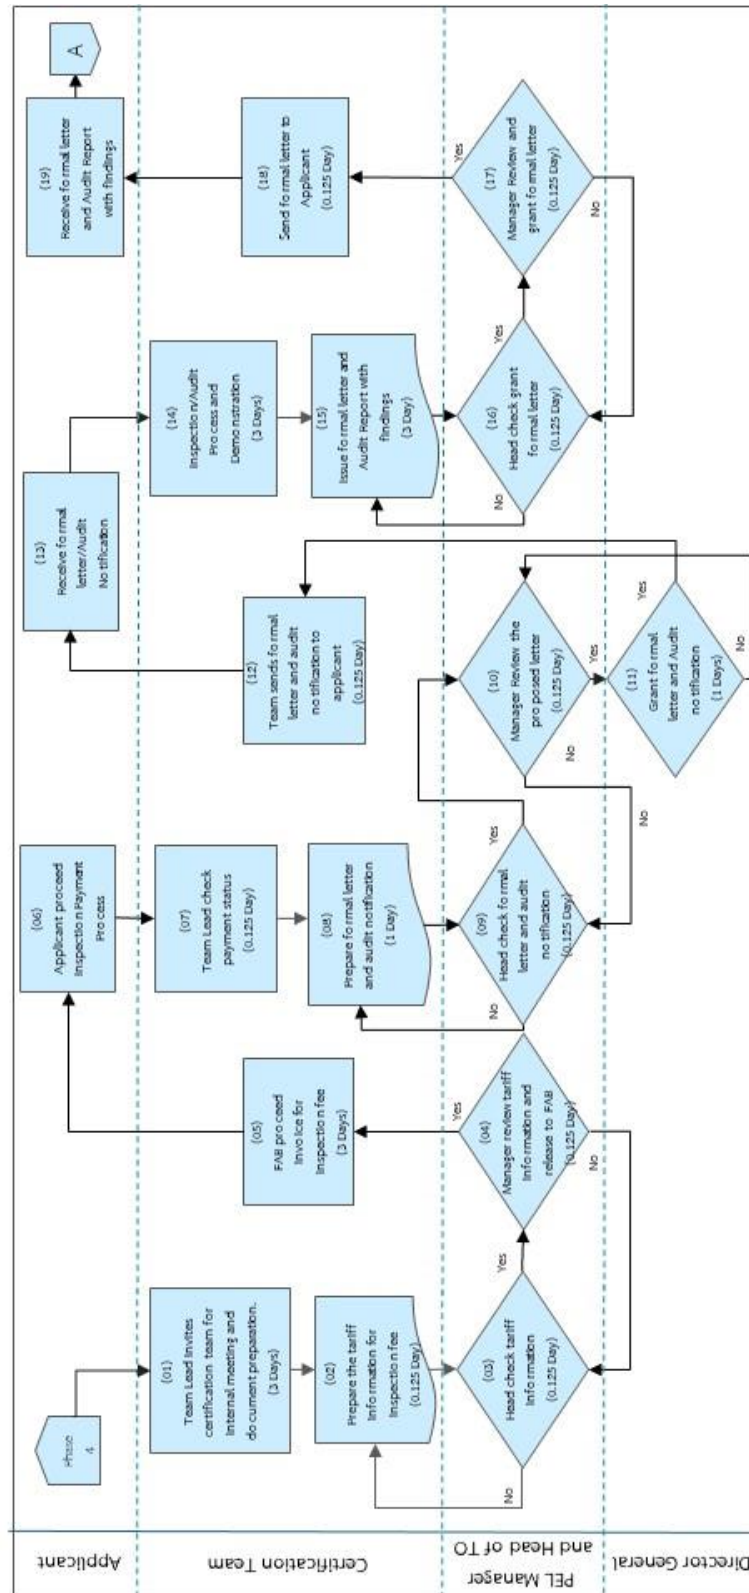 Applicant
Certification Team
PEL Manager
and Head of TO
Director General
Phase
4
(01)
Team Lead invites
certification team for
internal meeting and
document preparation.
(3 Days)
(02)
Prepare the tariff
information for
Inspection fee
(0.125 Day)
(03)
Head check tariff
Information
(0.125 Day)
No
Yes
(04)
Manager review tariff
Information and
release to FAB
(0.125 Day)
No
Yes
(05)
FAB proceed
Invoice for
Inspection fee
(3 Days)
(06)
Applicant proceed
Inspection Payment
Process
(07)
Team Lead check
payment status
(0.125 Day)
(08)
Prepare formal letter
and audit notification
(1 Day)
(09)
Head check formal
letter and audit
notification
(0.125 Day)
No
Yes
(10)
Manager Review the
proposed letter
(0.125 Day)
No
No
Yes
(11)
Grant formal
letter and Audit
notification
(1 Days)
Yes
No
(12)
Team sends formal
letter and audit
notification to
applicant
(0.125 Day)
(13)
Receive formal
letter/Audit
Notification
(14)
Inspection/Audit
Process and
Demonstration
(3 Days)
(15)
Issue formal letter and
Audit Report with
findings
(3 Day)
(16)
Head check grant
formal letter
(0.125 Day)
No
Yes
(17)
Manager Review and
grant formal letter
(0.125 Day)
No
Yes
(18)
Send formal letter to
Applicant
(0.125 Day)
(19)
Receive formal letter
and Audit Report
with findings
A